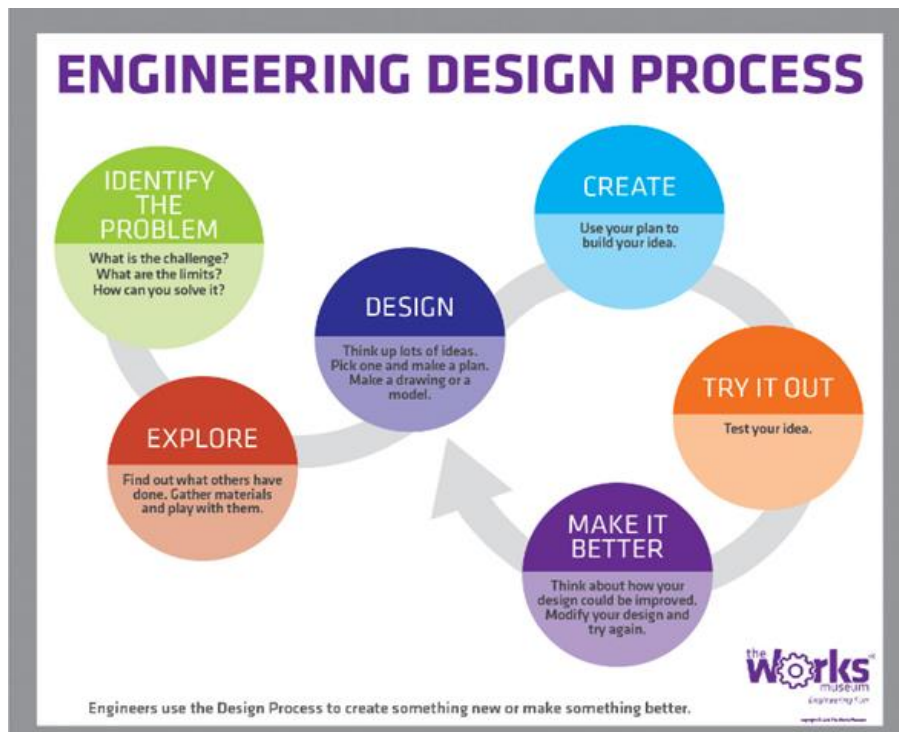 ENGINEERING DESIGN PROCESS
IDENTIFY
THE
PROBLEM
What is the challenge?
What are the limits?
How can you solve it?
EXPLORE
Find out what others have
done. Gather materials
and play with them.
DESIGN
Think up lots of ideas.
Pick one and make a plan.
Make a drawing or a
model.
CREATE
Use your plan to
build your idea.
TRY IT OUT
Test your idea.
MAKE IT
BETTER
Think about how your
design could be improved.
Modify your design and
try again.
the
Works
museum
Engineering Fun
Engineers use the Design Process to create something new or make something better.